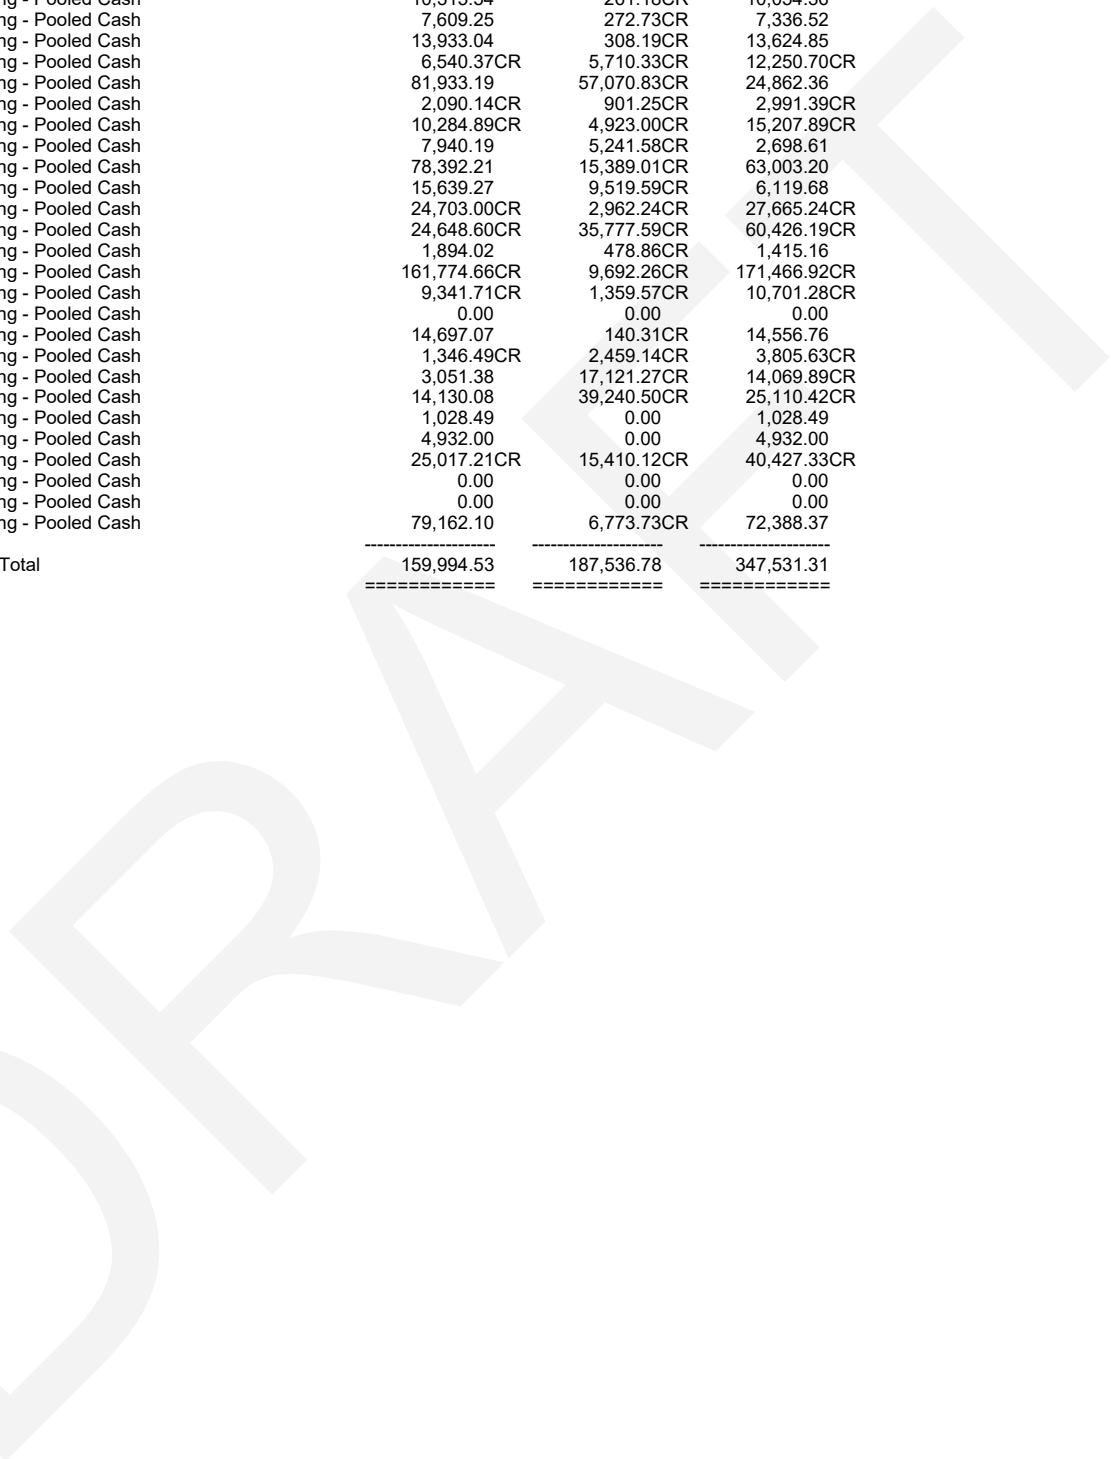 ng - Pooled Cash 7,609.25 272.73CR 7,336.52
ng - Pooled Cash 13,933.04 308.19CR 13,624.85
ng - Pooled Cash 6,540.37CR 5,710.33CR 12,250.70CR
ng - Pooled Cash 81,933.19 57,070.83CR 24,862.36
ng - Pooled Cash 2,090.14CR 901.25CR 2,991.39CR
ng - Pooled Cash 10,284.89CR 4,923.00CR 15,207.89CR
ng - Pooled Cash 7,940.19 5,241.58CR 2,698.61
ng - Pooled Cash 78,392.21 15,389.01CR 63,003.20
ng - Pooled Cash 15,639.27 9,519.59CR 6,119.68
ng - Pooled Cash 24,703.00CR 2,962.24CR 27,665.24CR
ng - Pooled Cash 24,648.60CR 35,777.59CR 60,426.19CR
ng - Pooled Cash 1,894.02 478.86CR 1,415.16
ng - Pooled Cash 161,774.66CR 9,692.26CR 171,466.92CR
ng - Pooled Cash 9,341.71CR 1,359.57CR 10,701.28CR
ng - Pooled Cash 0.00 0.00 0.00
ng - Pooled Cash 14,697.07 140.31CR 14,556.76
ng - Pooled Cash 1,346.49CR 2,459.14CR 3,805.63CR
ng - Pooled Cash 3,051.38 17,121.27CR 14,069.89CR
ng - Pooled Cash 14,130.08 39,240.50CR 25,110.42CR
ng - Pooled Cash 1,028.49 0.00 1,028.49
ng - Pooled Cash 4,932.00 0.00 4,932.00
ng - Pooled Cash 25,017.21CR 15,410.12CR 40,427.33CR
ng - Pooled Cash 0.00 0.00 0.00
ng - Pooled Cash 0.00 0.00 0.00
ng - Pooled Cash 79,162.10 6,773.73CR 72,388.37
--------------------- --------------------- ---------------------
Total 159,994.53 187,536.78 347,531.31
============ ============ ============
DRAFT